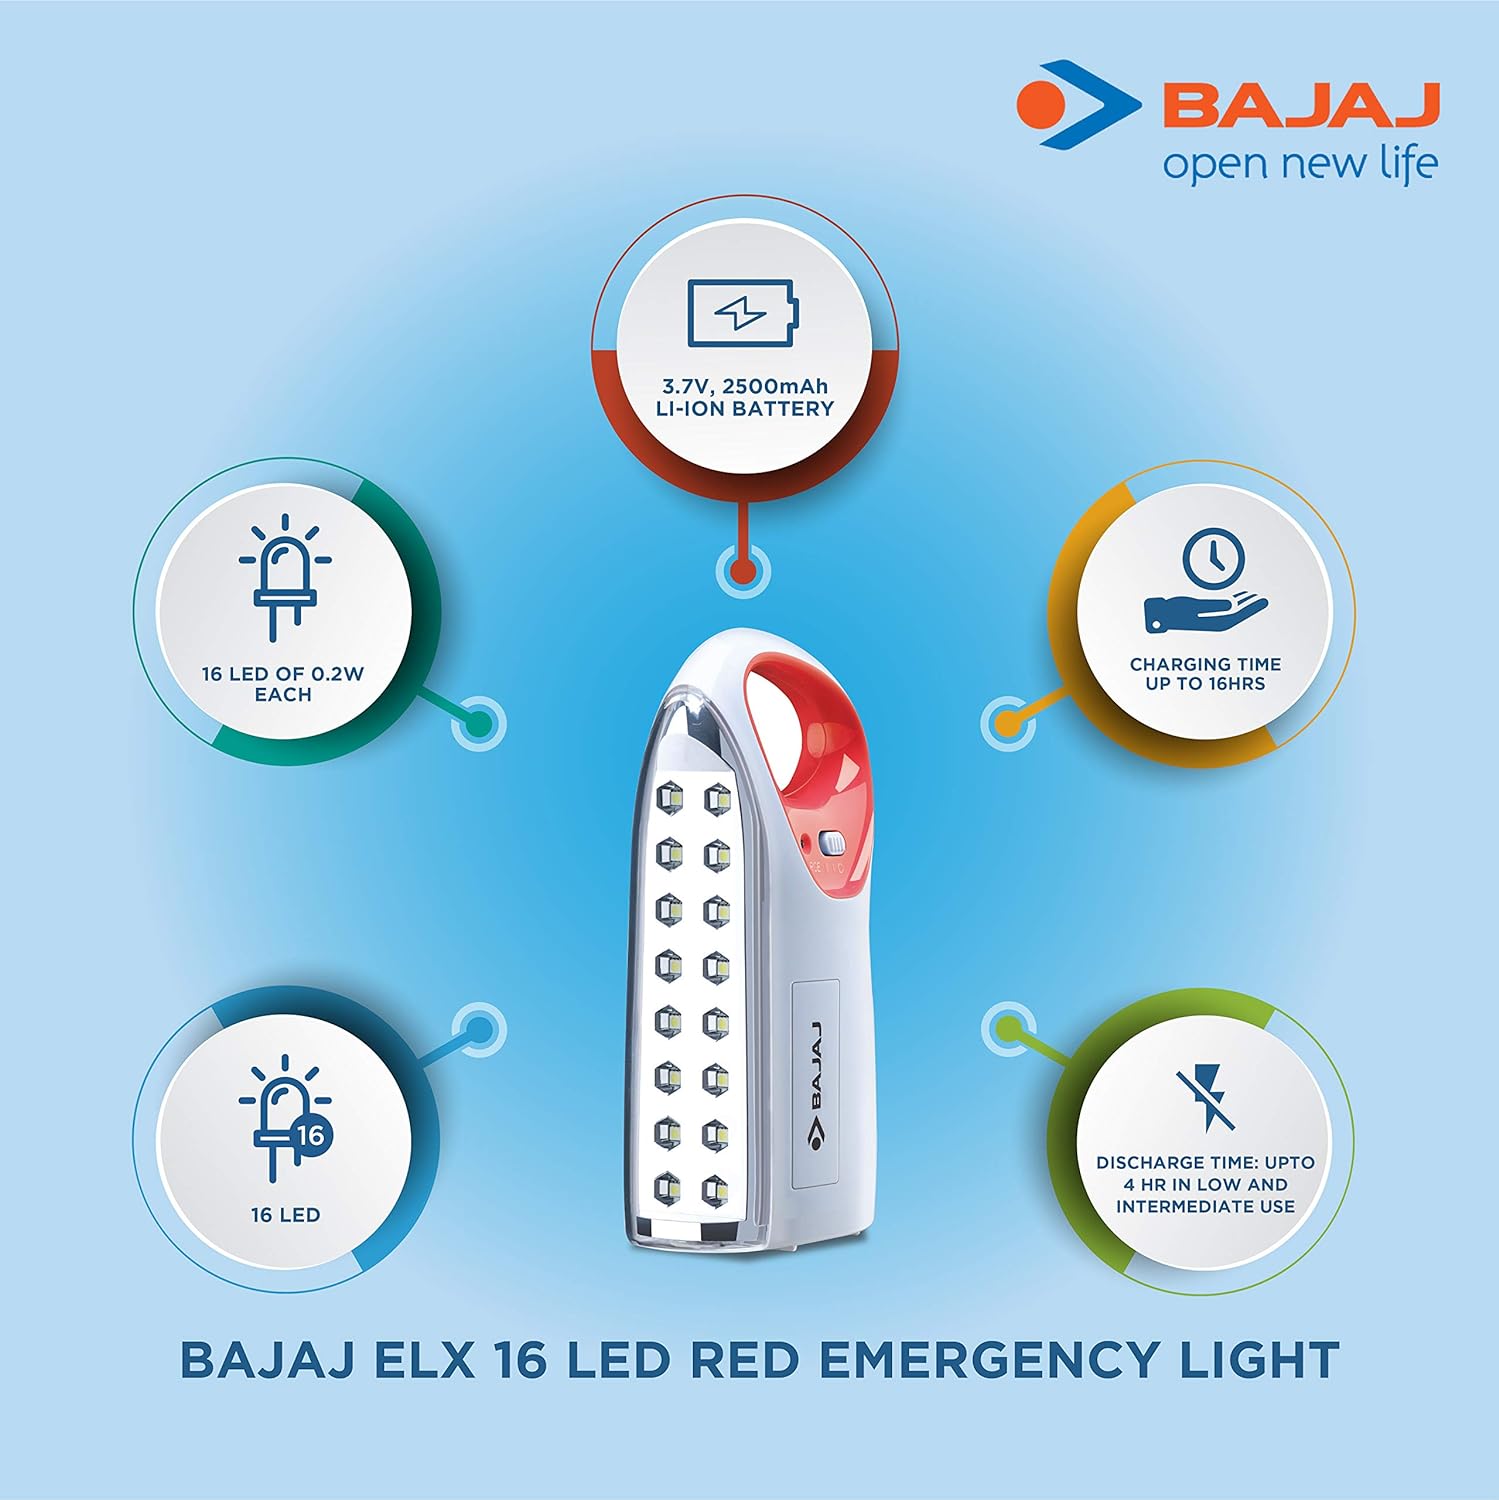 BAJAJ
open new life
3.7V, 2500mAh
LI-ION BATTERY
16 LED OF 0.2W
EACH
CHARGING TIME
UP TO 16HRS
BAJAJ
16
16 LED
DISCHARGE TIME: UPTO
4 HR IN LOW AND
INTERMEDIATE USE
BAJAJ ELX 16 LED RED EMERGENCY LIGHT